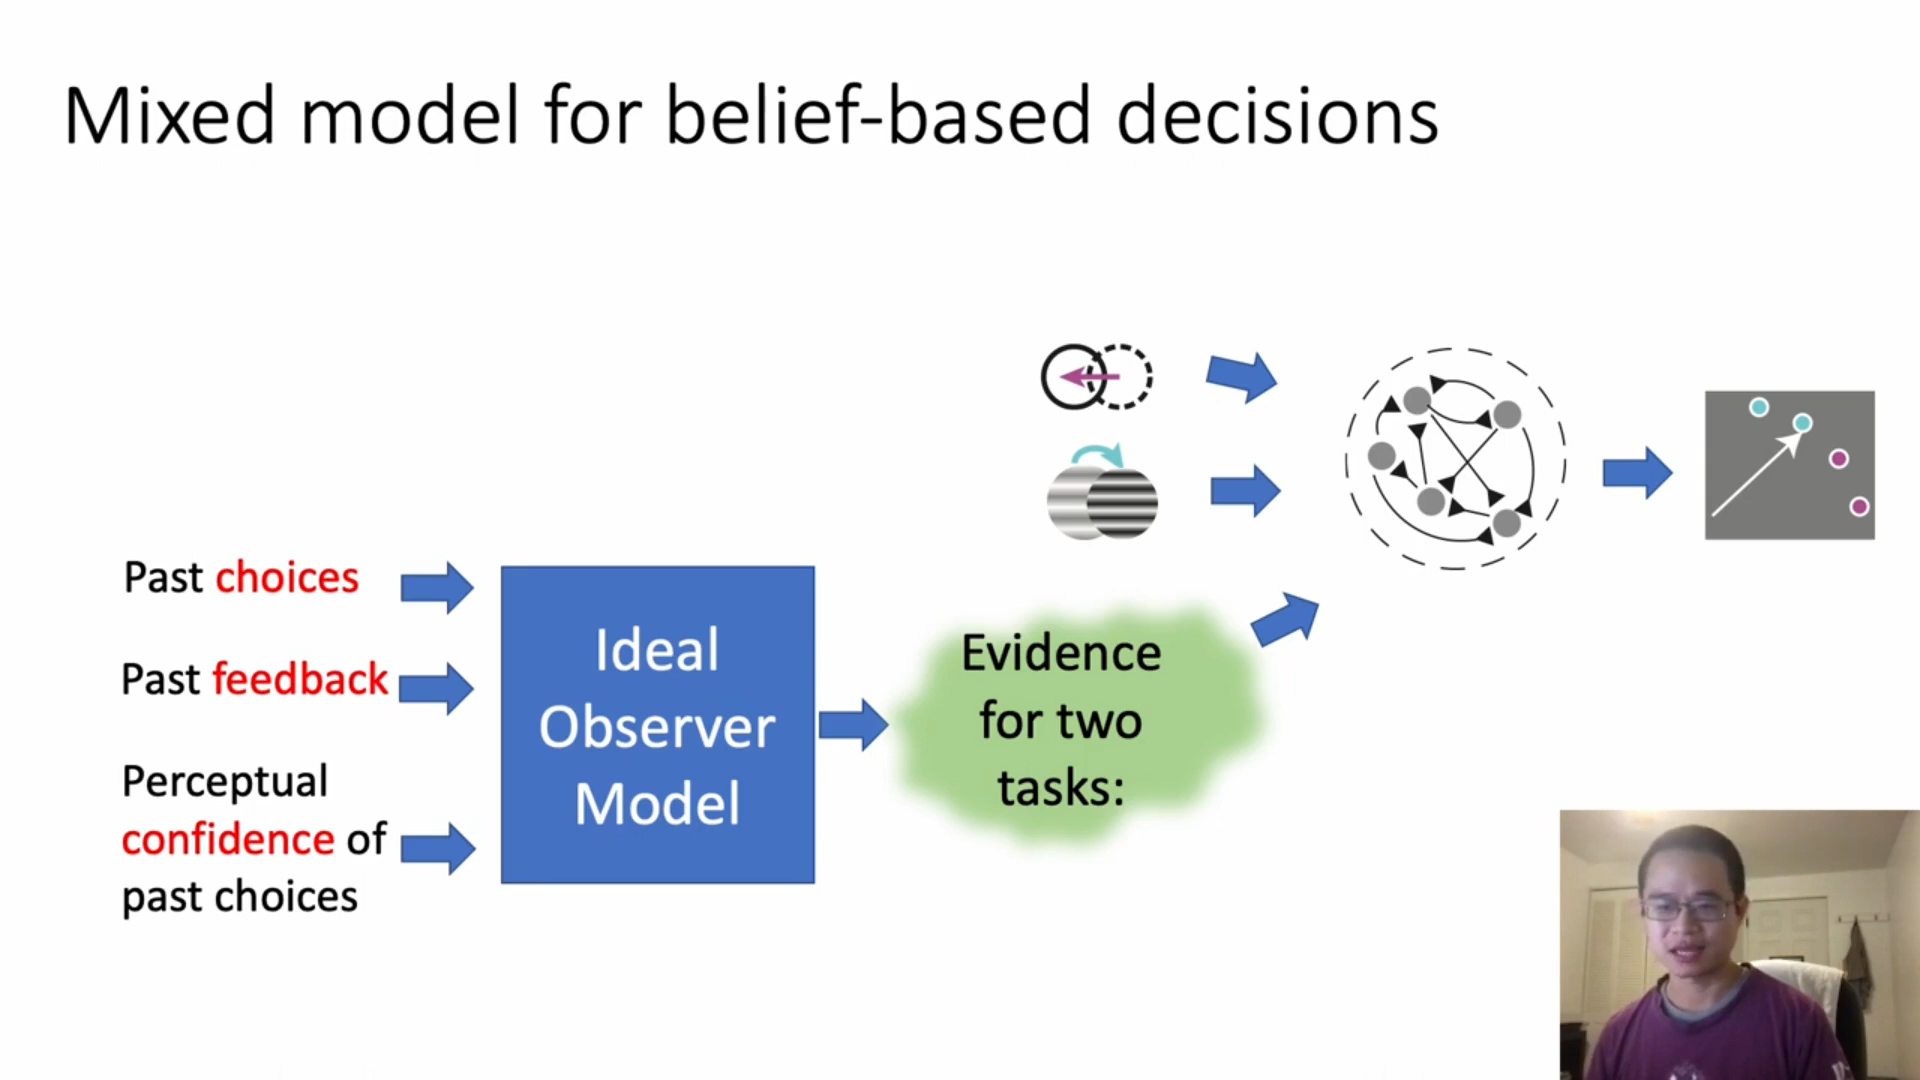 Mixed model for belief-based decisions
Past choices
Past feedback
Perceptual
confidence of
past choices
Ideal
Observer
Model
Evidence
for two
tasks: